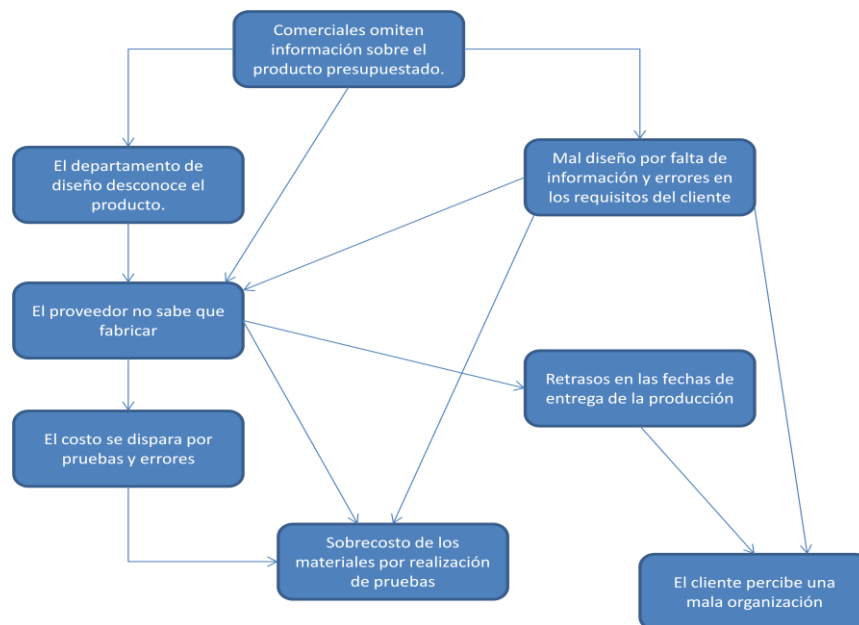 Comerciales omiten
información sobre el
producto presupuestado.
El departamento de
diseño desconoce el
producto.
Mal diseño por falta de
información y errores en
los requisitos del cliente
El proveedor no sabe que
fabricar
Retrasos en las fechas de
entrega de la producción
El costo se dispara por
pruebas y errores
Sobrecosto de los
materiales por realización
de pruebas
El cliente percibe una
mala organización